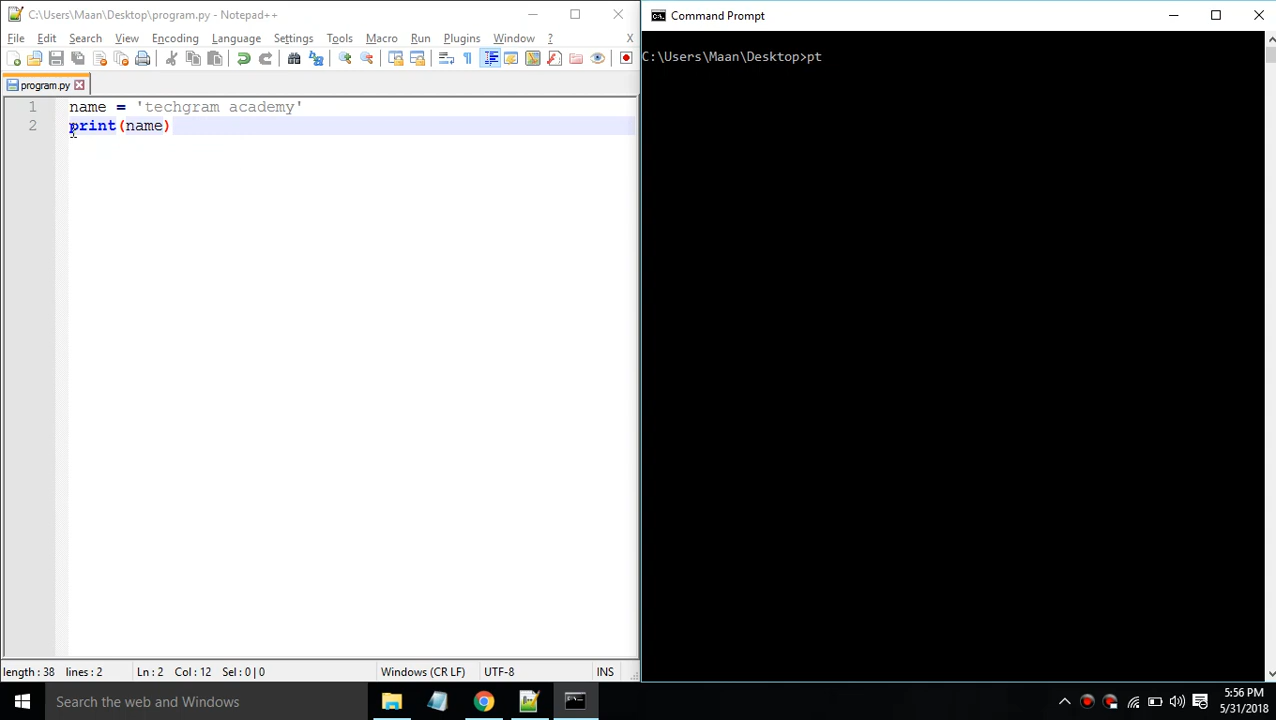 C:\Users\Maan\Desktop\program.py - Notepad++
File Edit Search View Encoding Language Settings Tools Macro Run Plugins Window ? X
program.py
1 name = 'techgram academy'
2 print(name)
length : 38 lines : 2 Ln : 2 Col : 12 Sel : 0 | 0 Windows (CR LF) UTF-8 INS
Command Prompt
C:\Users\Maan\Desktop>pt
Search the web and Windows
5:56 PM
5/31/2018